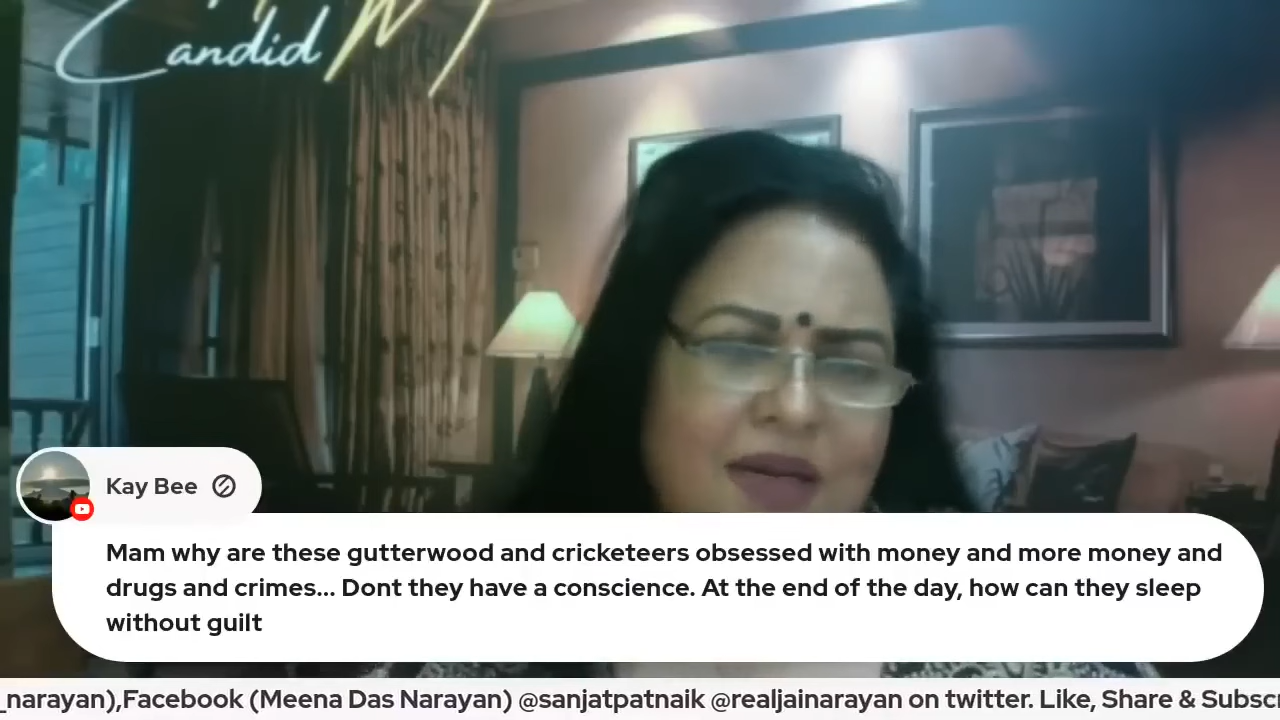 Candid M
Kay Bee
Mam why are these gutterwood and cricketeers obsessed with money and more money and
drugs and crimes... Dont they have a conscience. At the end of the day, how can they sleep
without guilt
_narayan),Facebook (Meena Das Narayan) @sanjatpatnaik @realjainarayan on twitter. Like, Share & Subscr